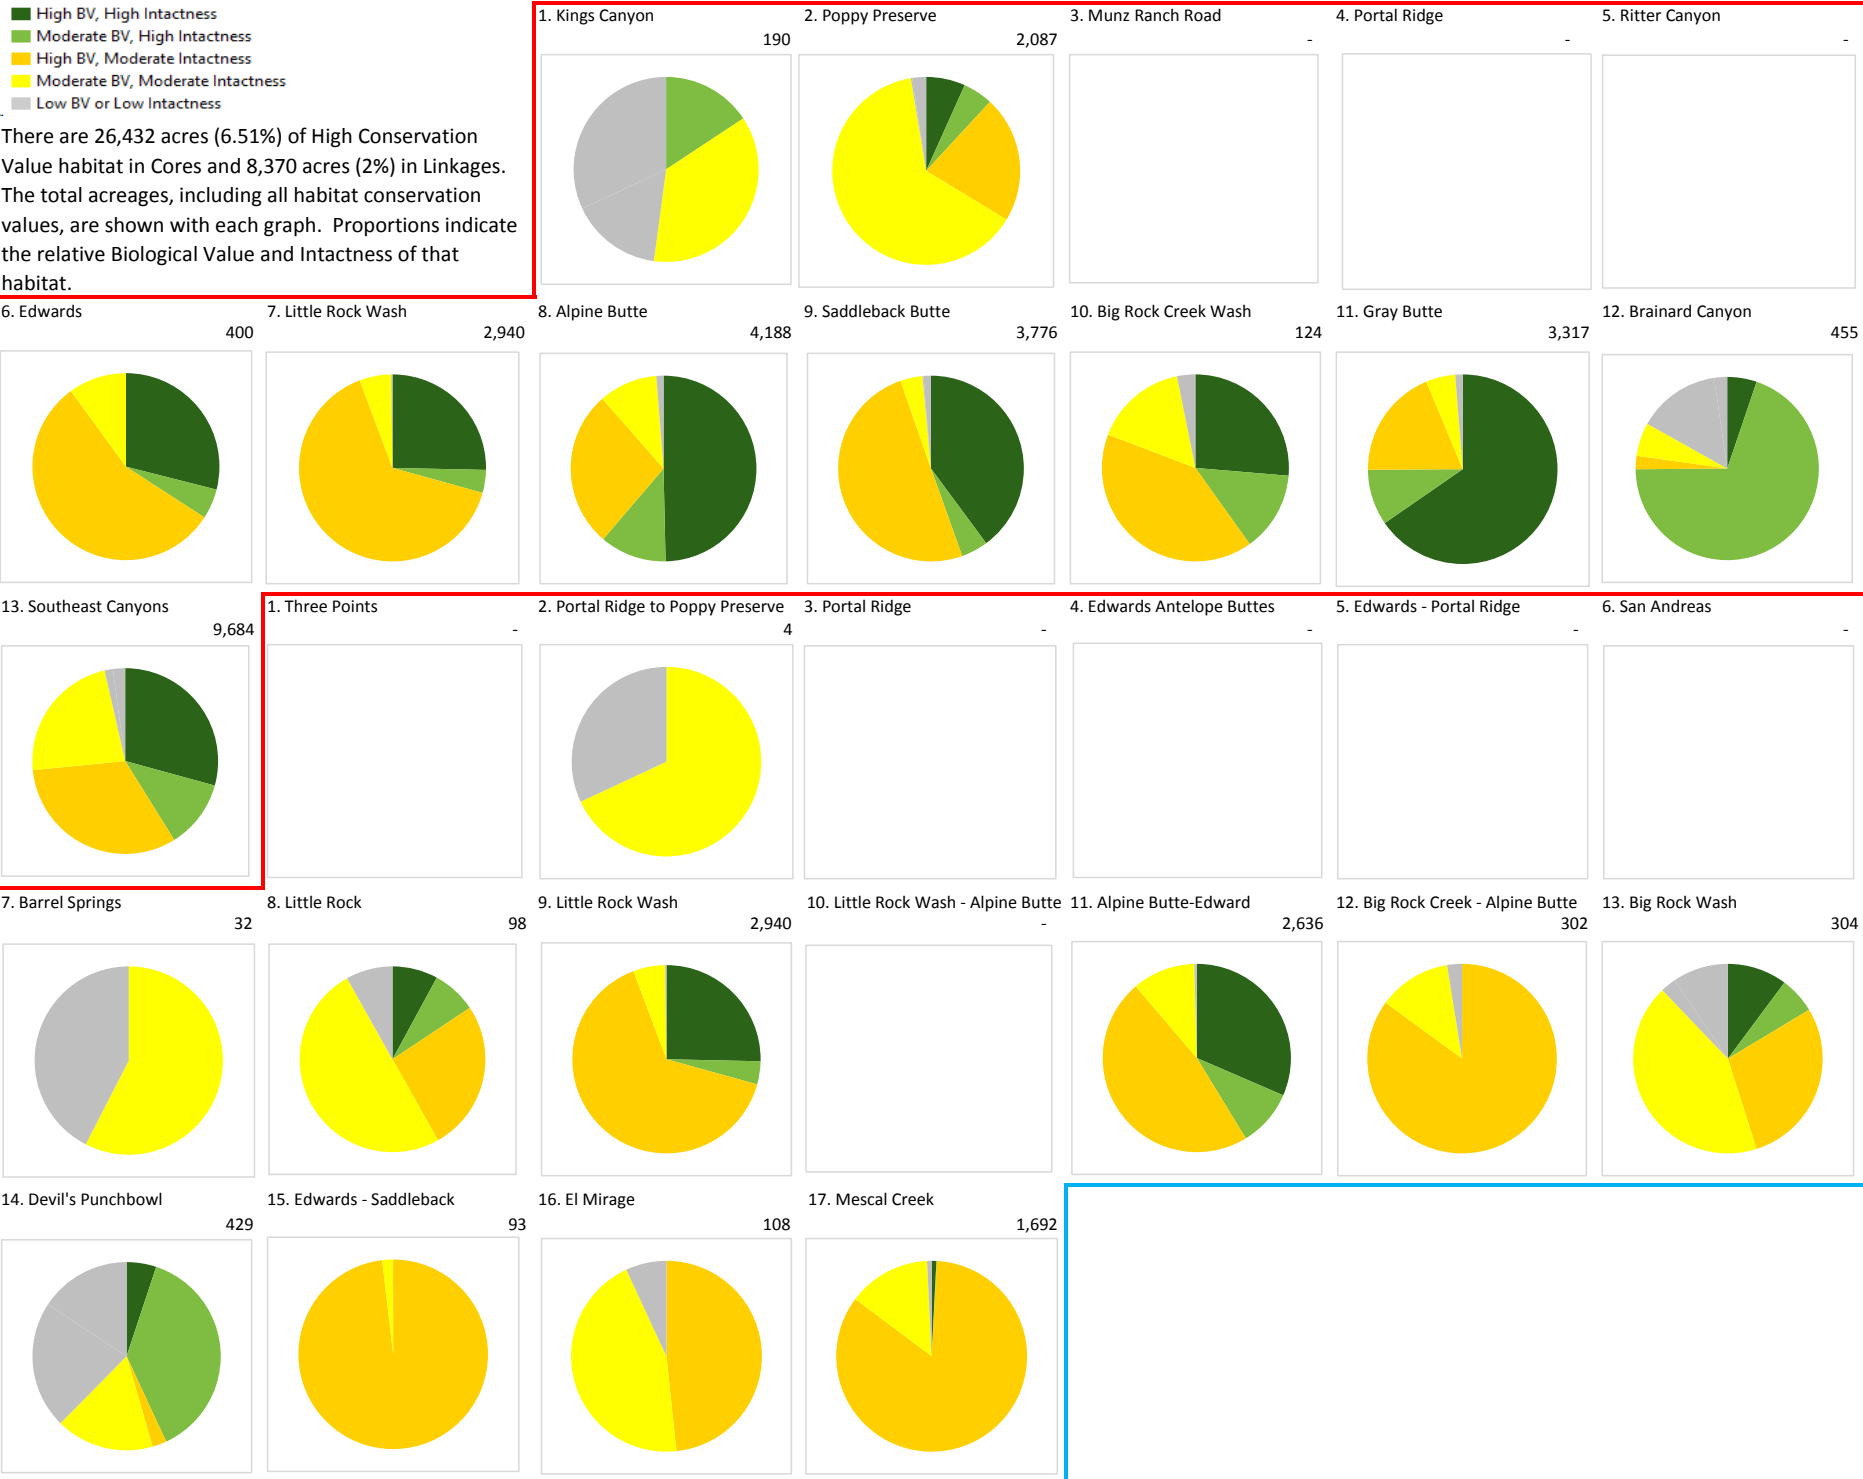 High BV, High Intactness
Moderate BV, High Intactness
High BV, Moderate Intactness
Moderate BV, Moderate Intactness
Low BV or Low Intactness
There are 26,432 acres (6.51%) of High Conservation
Value habitat in Cores and 8,370 acres (2%) in Linkages.
The total acreages, including all habitat conservation
values, are shown with each graph.  Proportions indicate
the relative Biological Value and Intactness of that
habitat.
1. Kings Canyon
190
2. Poppy Preserve
2,087
3. Munz Ranch Road
-
4. Portal Ridge
-
5. Ritter Canyon
-
6. Edwards
400
7. Little Rock Wash
2,940
8. Alpine Butte
4,188
9. Saddleback Butte
3,776
10. Big Rock Creek Wash
124
11. Gray Butte
3,317
12. Brainard Canyon
455
13. Southeast Canyons
9,684
1. Three Points
-
2. Portal Ridge to Poppy Preserve
4
3. Portal Ridge
-
4. Edwards Antelope Buttes
-
5. Edwards - Portal Ridge
-
6. San Andreas
-
7. Barrel Springs
32
8. Little Rock
98
9. Little Rock Wash
2,940
10. Little Rock Wash - Alpine Butte
-
11. Alpine Butte-Edward
2,636
12. Big Rock Creek - Alpine Butte
302
13. Big Rock Wash
304
14. Devil's Punchbowl
429
15. Edwards - Saddleback
93
16. El Mirage
108
17. Mescal Creek
1,692